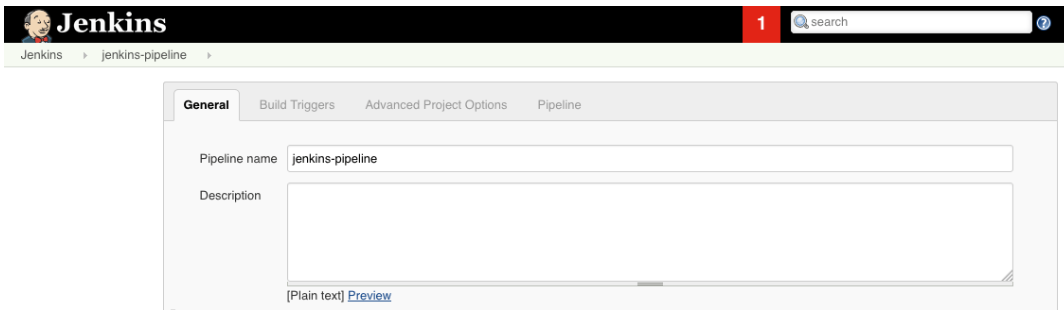 Jenkins
1
search
Jenkins jenkins-pipeline
General Build Triggers Advanced Project Options Pipeline
Pipeline name jenkins-pipeline
Description
[Plain text] Preview